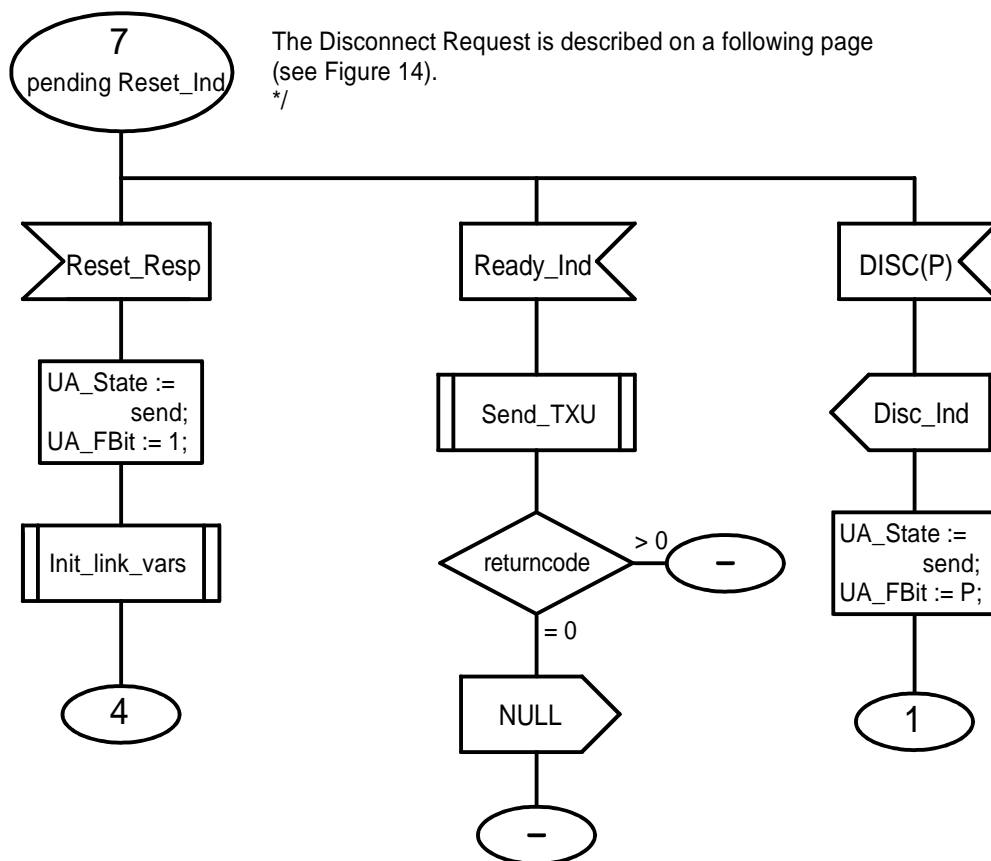 7
pending Reset_Ind
The Disconnect Request is described on a following page
(see Figure 14).
*/
Reset_Resp
Ready_Ind
DISC(P)
UA_State :=
send;
UA_FBit := 1;
Send_TXU
Disc_Ind
Init_link_vars
returncode
> 0
–
= 0
UA_State :=
send;
UA_FBit := P;
4
NULL
1
–